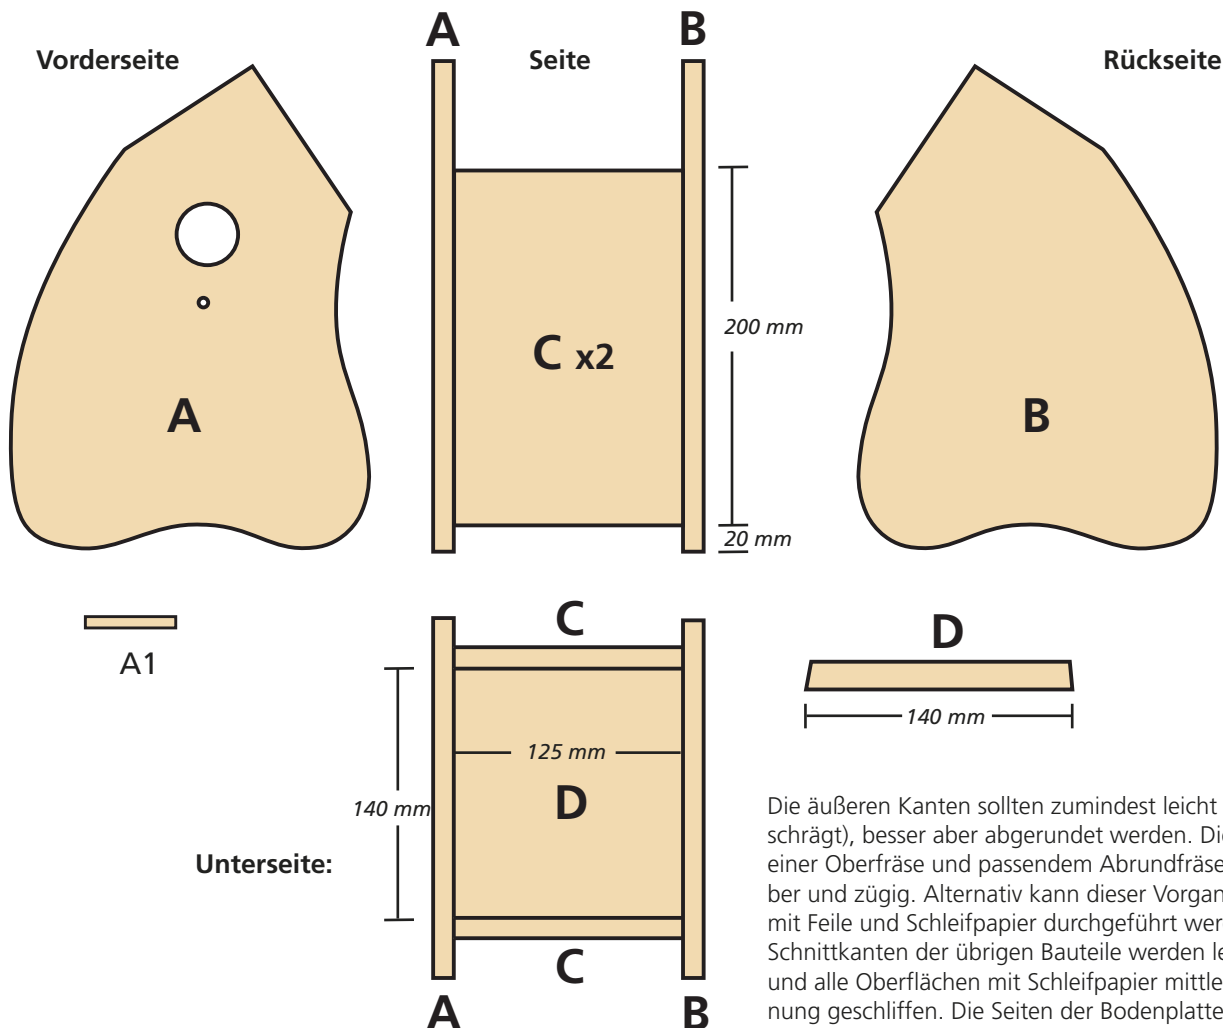 A
B
Vorderseite
Seite
Rückseite
C x2
200 mm
A
B
20 mm
A1
C
D
140 mm
125 mm
140 mm
D
Unterseite:
C
A
B
Die äußeren Kanten sollten zumindest leicht
schrägt), besser aber abgerundet werden. Die
einer Oberfräse und passendem Abrundfräse
ber und zügig. Alternativ kann dieser Vorgan
mit Feile und Schleifpapier durchgeführt wer
Schnittkanten der übrigen Bauteile werden le
und alle Oberflächen mit Schleifpapier mittle
nung geschliffen. Die Seiten der Bodenplatte